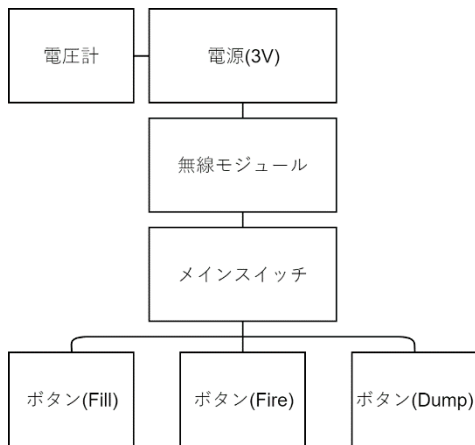 電圧計
電源(3V)
無線モジュール
メインスイッチ
ボタン(Fill)
ボタン(Fire)
ボタン(Dump)